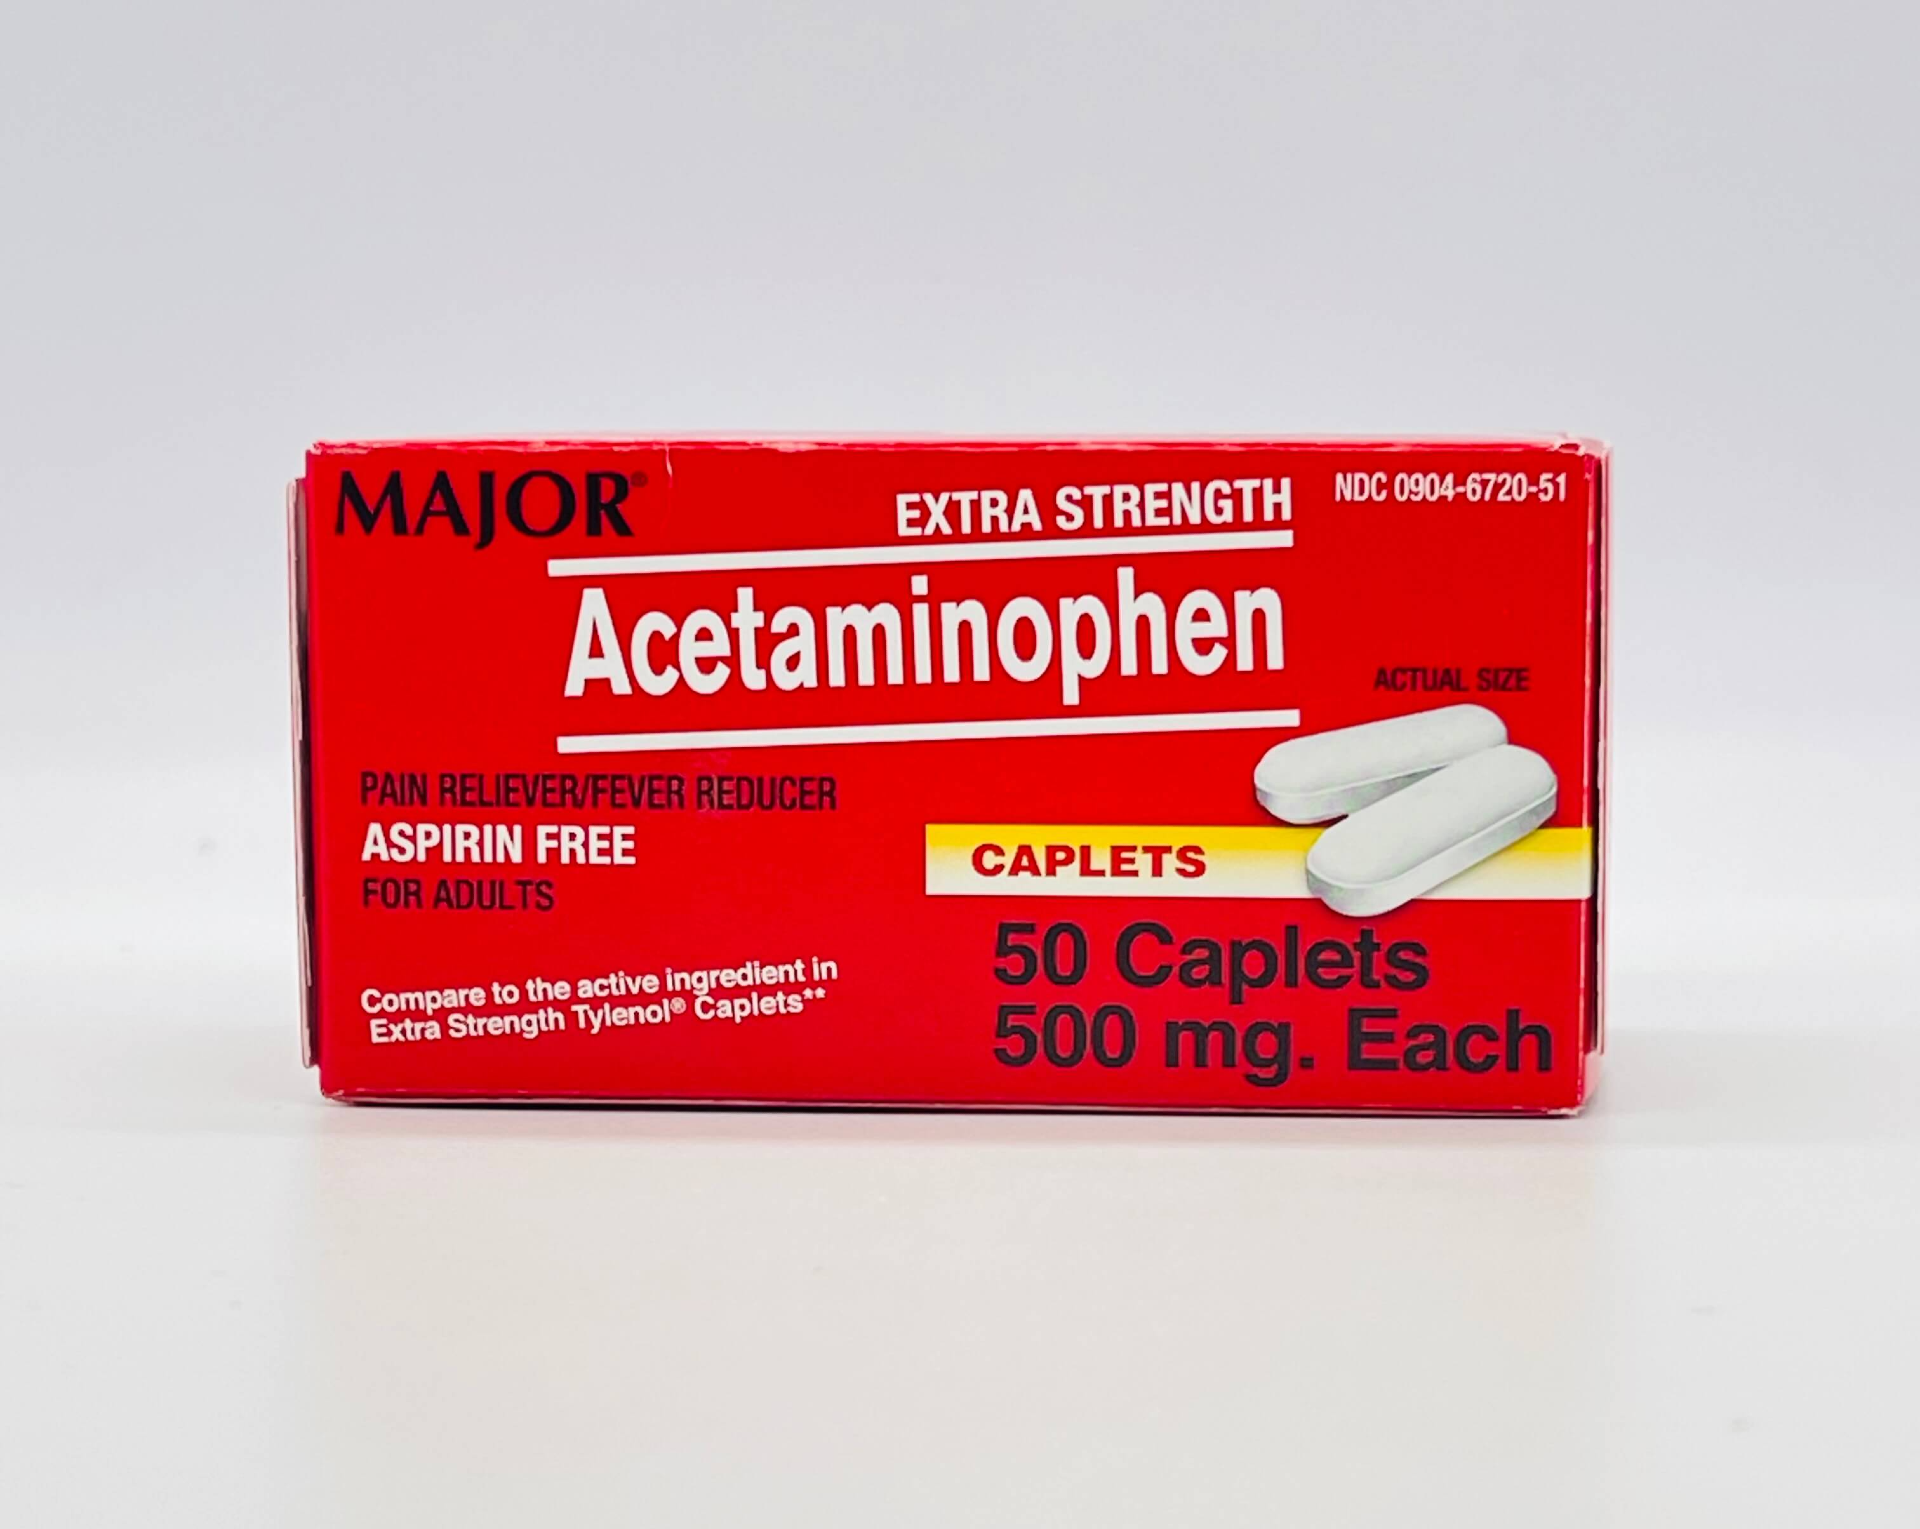 MAJOR®
EXTRA STRENGTH
NDC 0904-6720-51
Acetaminophen
ACTUAL SIZE
PAIN RELIEVER/FEVER REDUCER
ASPIRIN FREE
FOR ADULTS
CAPLETS
Compare to the active ingredient in
Extra Strength Tylenol® Caplets**
50 Caplets
500 mg. Each